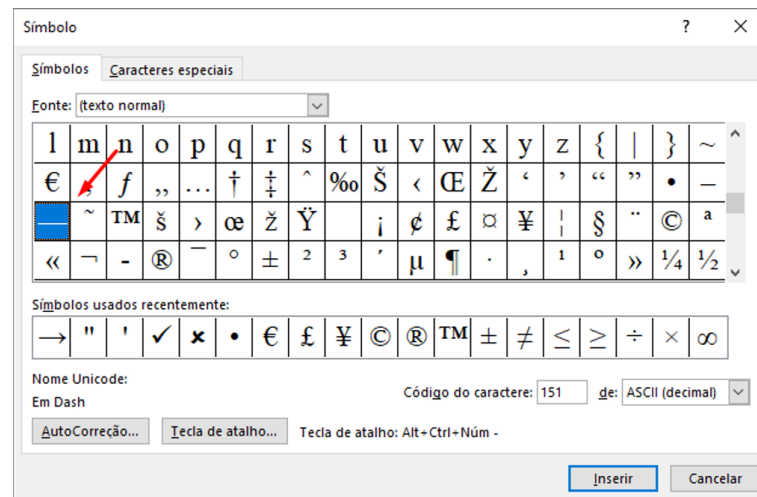 Símbolo ? ×
Símbolos Caracteres especiais
Fonte: (texto normal)
l m n o p q r s t u v w x y z { | } ~
€ ƒ „ … † ‡ ˆ ‰ Š ‹ Œ Ž ‘ ’ “ ” • –
— ˜ ™ š › œ ž Ÿ ¡ ¢ £ ¤ ¥ ¦ § ¨ © ª
« ¬ - ® ¯ ° ± ² ³ ´ µ ¶ · ¸ ¹ º » ¼ ½
Símbolos usados recentemente:
→ " ' ✓ × • € £ ¥ © ® ™ ± ≠ ≤ ≥ ÷ × ∞
Nome Unicode:
Em Dash
Código do caractere: 151 de: ASCII (decimal)
AutoCorreção... Tecla de atalho... Tecla de atalho: Alt+Ctrl+Núm -
Inserir Cancelar